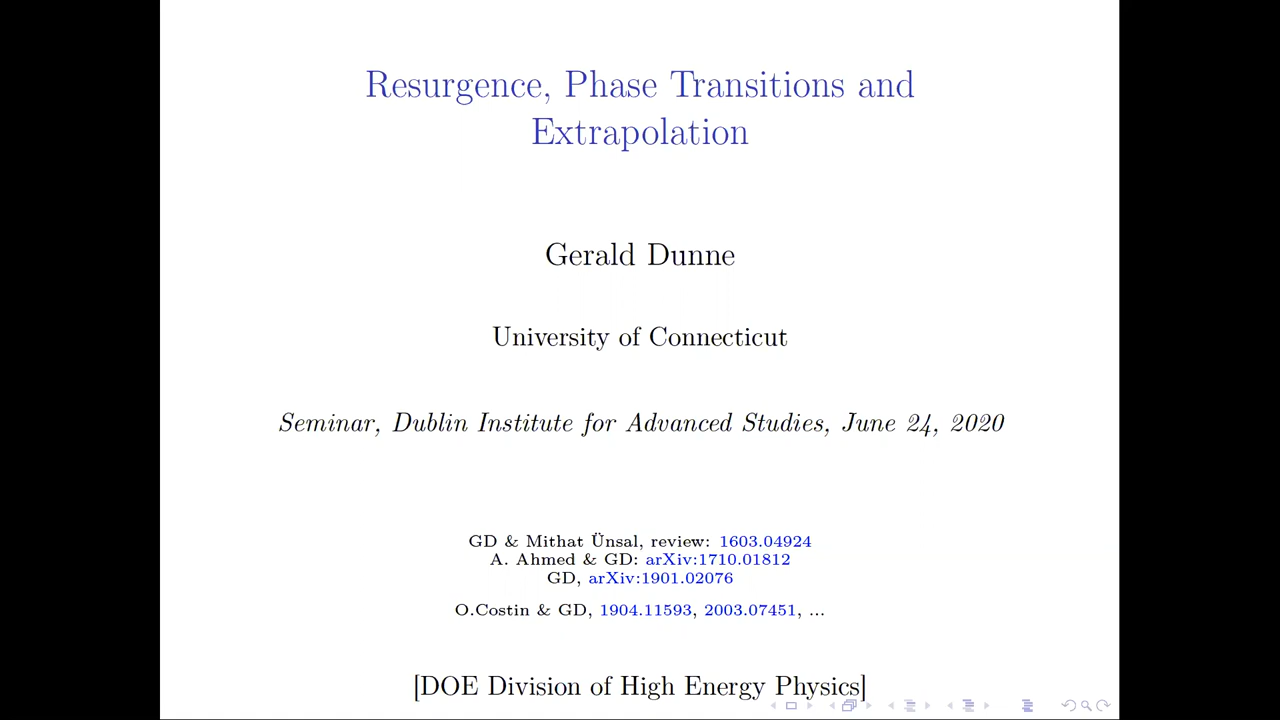 Resurgence, Phase Transitions and
Extrapolation
Gerald Dunne
University of Connecticut
Seminar, Dublin Institute for Advanced Studies, June 24, 2020
GD & Mithat Ünsal, review: 1603.04924
A. Ahmed & GD: arXiv:1710.01812
GD, arXiv:1901.02076
O.Costin & GD, 1904.11593, 2003.07451, ...
[DOE Division of High Energy Physics]